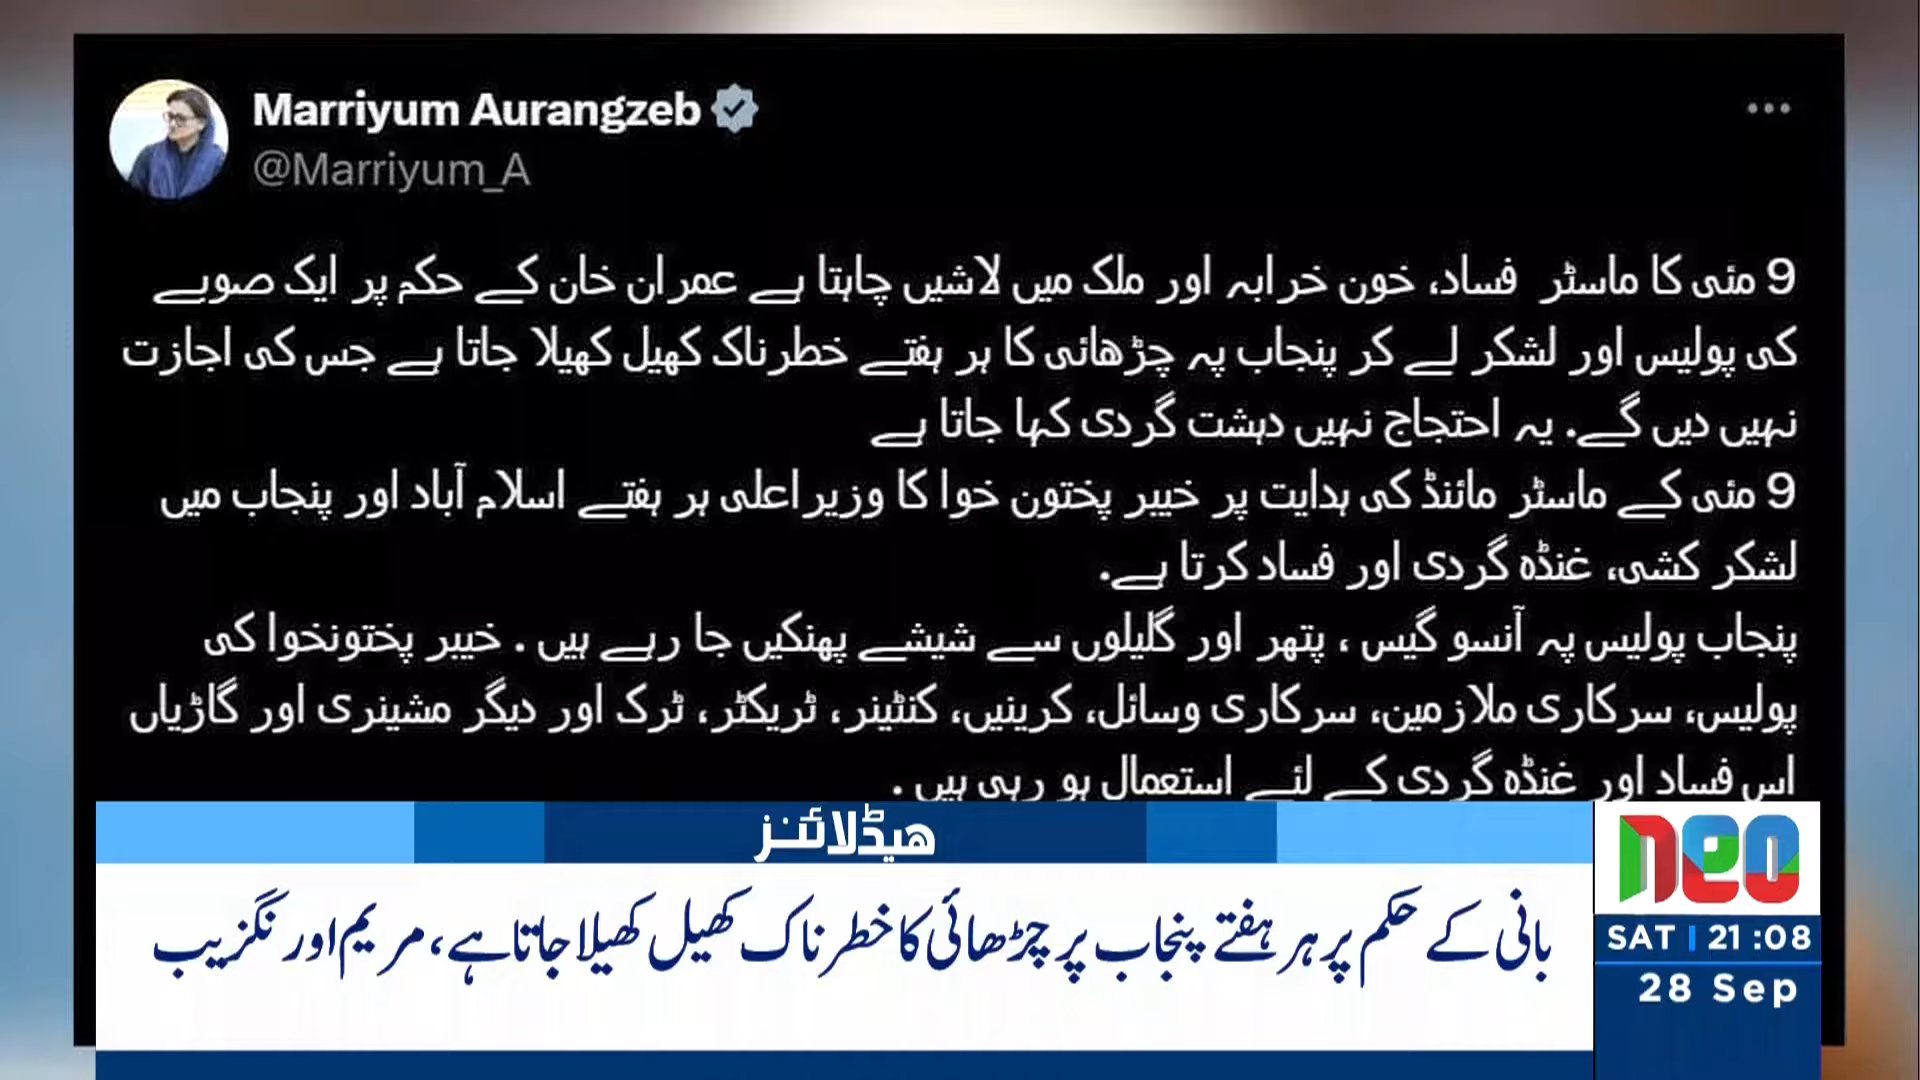 Marriyum Aurangzeb
@Marriyum_A
9 مئی کا ماسٹر فساد، خون خرابہ اور ملک میں لاشیں چاہتا ہے عمران خان کے حکم پر ایک صوبے
کی پولیس اور لشکر لے کر پنجاب پہ چڑھائی کا ہر ہفتے خطرناک کھیل کھیلا جاتا ہے جس کی اجازت
نہیں دیں گے. یہ احتجاج نہیں دہشت گردی کہا جاتا ہے
9 مئی کے ماسٹر مائنڈ کی ہدایت پر خیبر پختون خوا کا وزیراعلی ہر ہفتے اسلام آباد اور پنجاب میں
لشکر کشی، غنڈہ گردی اور فساد کرتا ہے.
پنجاب پولیس پہ آنسو گیس ، پتھر اور گلیلوں سے شیشے پھنکیں جا رہے ہیں . خیبر پختونخوا کی
پولیس، سرکاری ملازمین، سرکاری وسائل، کرینیں، کنٹینر، ٹریکٹر، ٹرک اور دیگر مشینری اور گاڑیاں
اس فساد اور غنڈہ گردی کے لئے استعمال ہو رہی ہیں .
ھیڈلائنز
بانی کے حکم پر ہر ہفتے پنجاب پر چڑھائی کا خطرناک کھیل کھیلا جاتا ہے، مریم اورنگزیب
neo
SAT 21:08
28 Sep